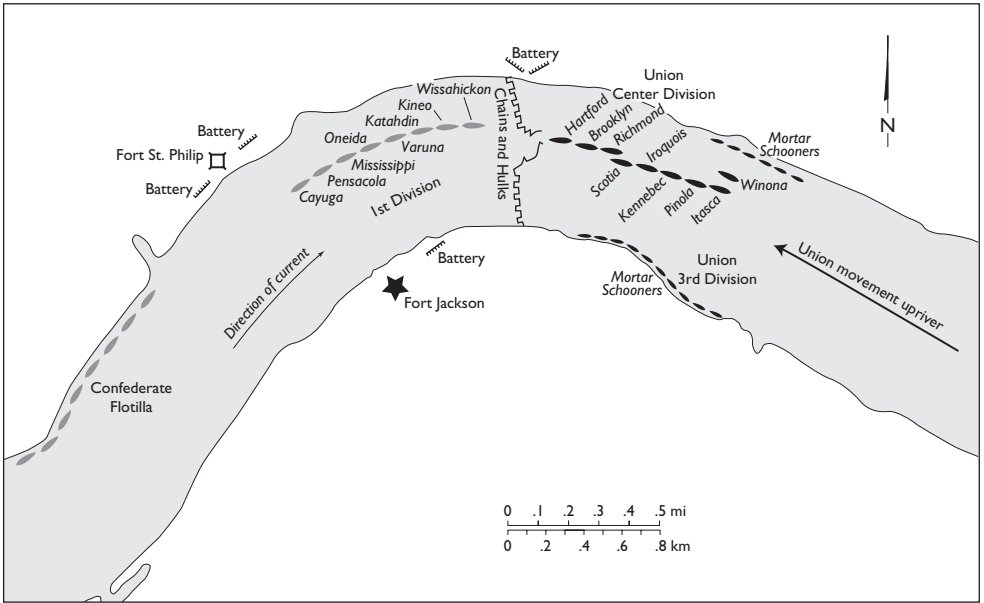 Battery
Union
Center Division
Wissahickon
Kineo
Kathdin
Oneida
Varuna
Mississippi
Pensacola
Cayuga
1st Division
Chains and Hulks
Hartford
Brooklyn
Richmond
Iroquois
Scotia
Kennebec
Pinola
Itasca
Winona
Mortar
Schooners
N
Battery
Fort St. Philip
Battery
Direction of current
Battery
Fort Jackson
Mortar
Schooners
Union
3rd Division
Union movement upriver
Confederate
Flotilla
0 .1 .2 .3 .4 .5 mi
0 .2 .4 .6 .8 km